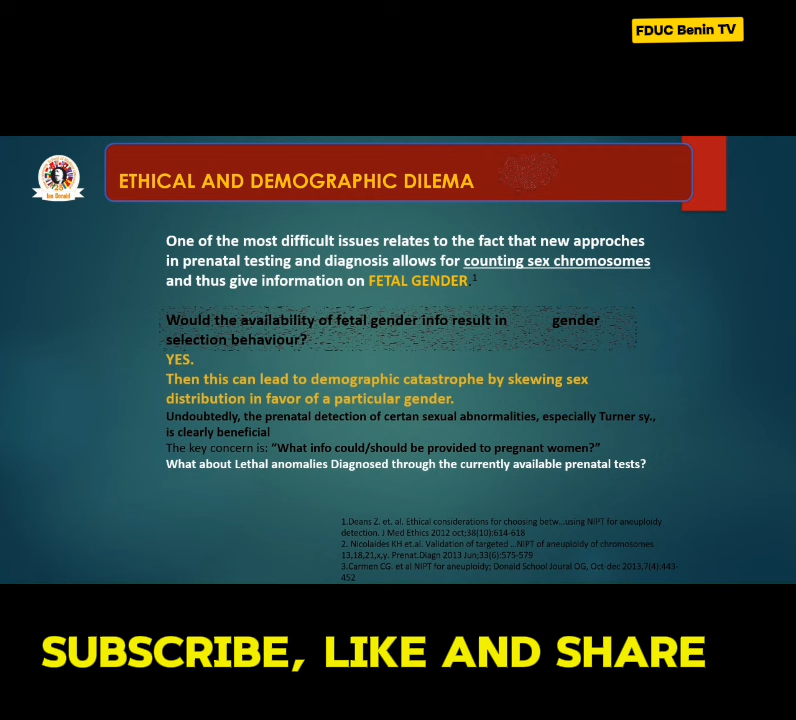 FDUC Benin TV
Ian Donald
ETHICAL AND DEMOGRAPHIC DILEMA
One of the most difficult issues relates to the fact that new approches
in prenatal testing and diagnosis allows for counting sex chromosomes
and thus give information on FETAL GENDER.1
Would the availability of fetal gender info result in gender
selection behaviour?
YES.
Then this can lead to demographic catastrophe by skewing sex
distribution in favor of a particular gender.
Undoubtedly, the prenatal detection of certan sexual abnormalities, especially Turner sy.,
is clearly beneficial
The key concern is: “What info could/should be provided to pregnant women?”
What about Lethal anomalies Diagnosed through the currently available prenatal tests?
1.Deans Z. et. al. Ethical considerations for choosing betw...using NIPT for aneuploidy
detection. J Med Ethics 2012 oct;38(10):614-618
2. Nicolaides KH et.al. Validation of targeted ...NIPT of aneuploidy of chromosomes
13,18,21,x,y. Prenat.Diagn 2013 Jun;33(6):575-579
3.Carmen CG. et al NIPT for aneuploidy; Donald School Joural OG, Oct-dec 2013,7(4):443-
452
SUBSCRIBE, LIKE AND SHARE